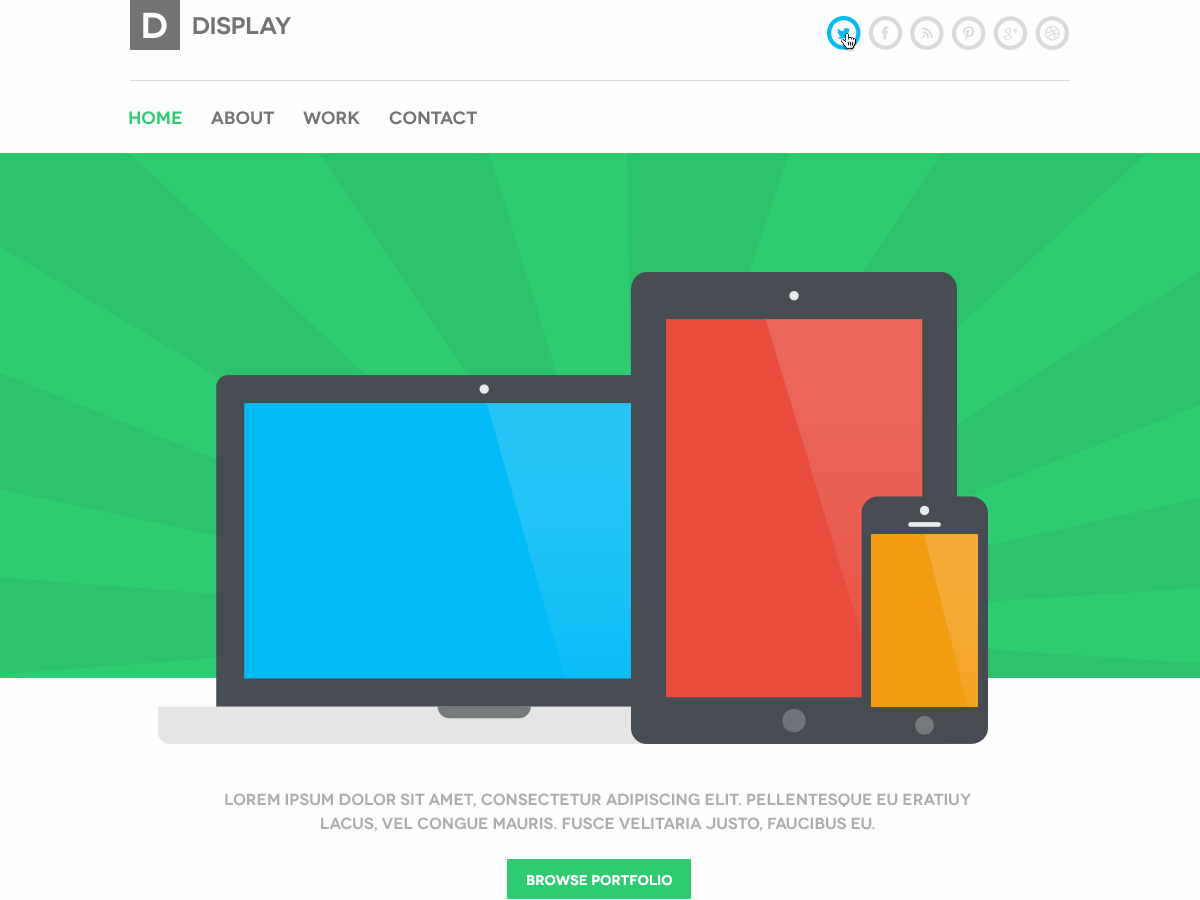 D DISPLAY
f g+
HOME ABOUT WORK CONTACT
LOREM IPSUM DOLOR SIT AMET, CONSECTETUR ADIPISCING ELIT. PELLENTESQUE EU ERATIUY
LACUS, VEL CONGUE MAURIS. FUSCE VELITARIA JUSTO, FAUCIBUS EU.
BROWSE PORTFOLIO